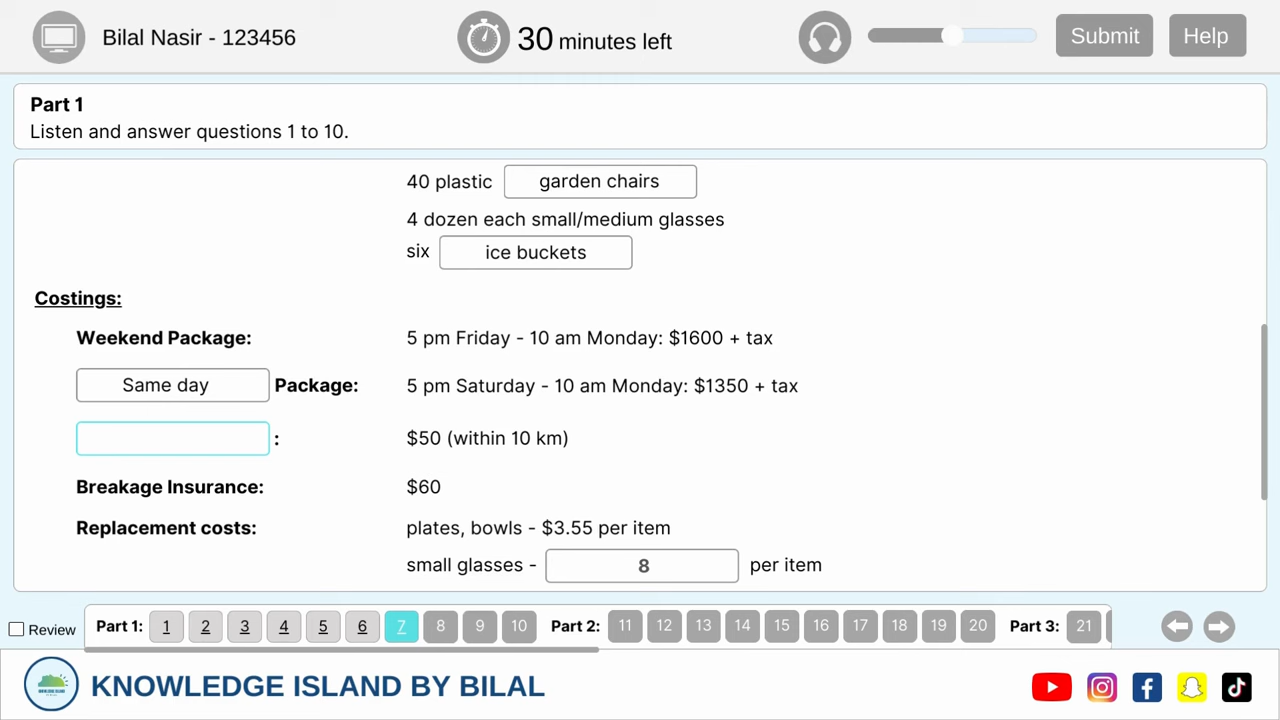 Bilal Nasir - 123456
30 minutes left
Submit
Help
Part 1
Listen and answer questions 1 to 10.
40 plastic garden chairs
4 dozen each small/medium glasses
six ice buckets
Costings:
Weekend Package: 5 pm Friday - 10 am Monday: $1600 + tax
Same day Package: 5 pm Saturday - 10 am Monday: $1350 + tax
: $50 (within 10 km)
Breakage Insurance: $60
Replacement costs: plates, bowls - $3.55 per item
small glasses - 8 per item
Review Part 1: 1 2 3 4 5 6 7 8 9 10 Part 2: 11 12 13 14 15 16 17 18 19 20 Part 3: 21
KNOWLEDGE ISLAND BY BILAL